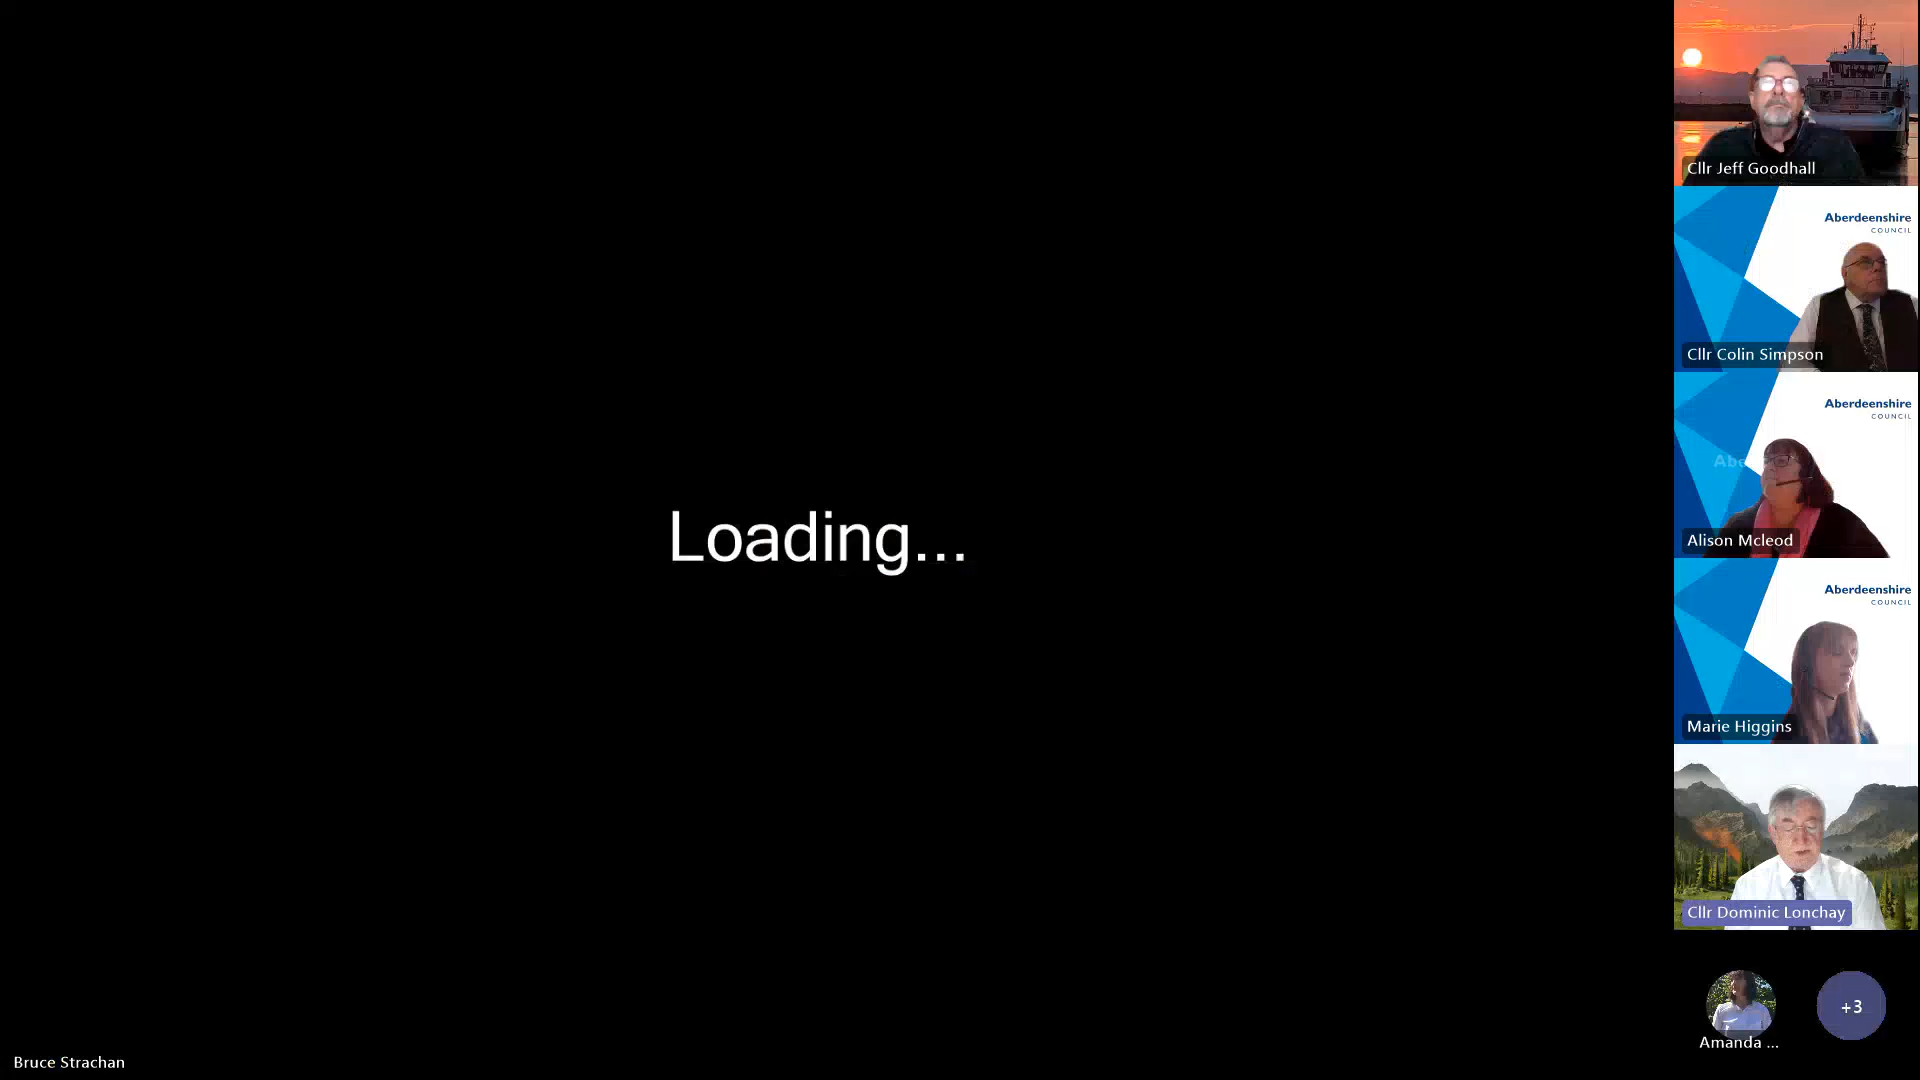 Loading...
Bruce Strachan
Cllr Jeff Goodhall
Aberdeenshire
COUNCIL
Cllr Colin Simpson
Aberdeenshire
COUNCIL
Abe
Alison Mcleod
Aberdeenshire
COUNCIL
Marie Higgins
Cllr Dominic Lonchay
Amanda ...
+3